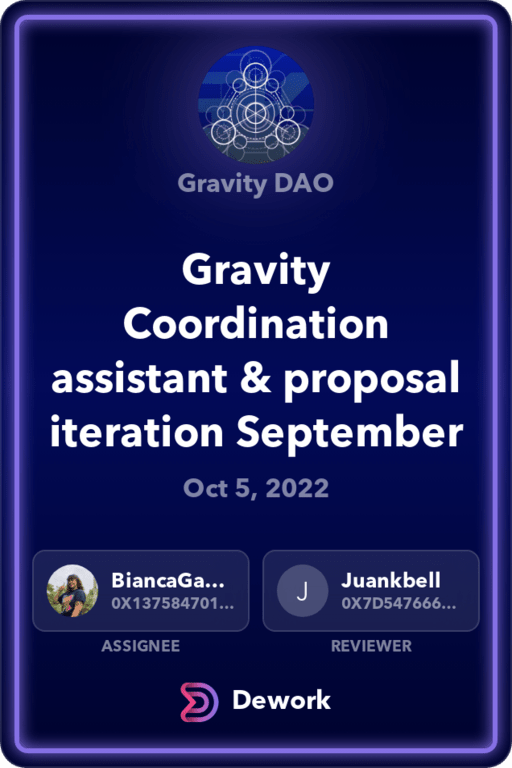 Gravity DAO
Gravity
Coordination
assistant & proposal
iteration September
Oct 5, 2022
BiancaGa...
0X137584701...
ASSIGNEE
J
Juankbell
0X7D547666...
REVIEWER
Dework